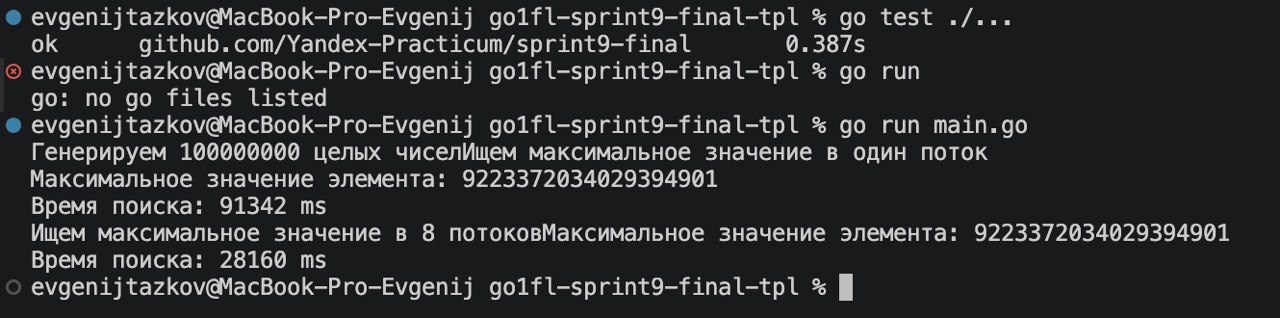 evgenijtazkov@MacBook-Pro-Evgenij go1fl-sprint9-final-tpl % go test ./...
ok      github.com/Yandex-Practicum/sprint9-final       0.387s
evgenijtazkov@MacBook-Pro-Evgenij go1fl-sprint9-final-tpl % go run
go: no go files listed
evgenijtazkov@MacBook-Pro-Evgenij go1fl-sprint9-final-tpl % go run main.go
Генерируем 100000000 целых чиселИщем максимальное значение в один поток
Максимальное значение элемента: 9223372034029394901
Время поиска: 91342 ms
Ищем максимальное значение в 8 потоковМаксимальное значение элемента: 9223372034029394901
Время поиска: 28160 ms
evgenijtazkov@MacBook-Pro-Evgenij go1fl-sprint9-final-tpl %